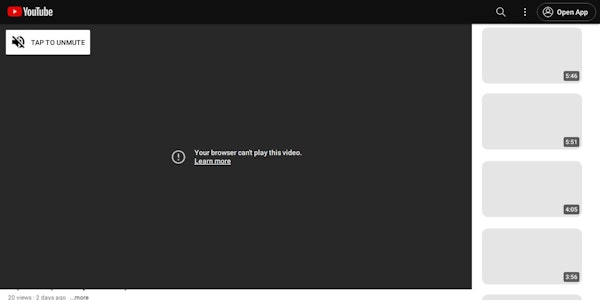 YouTube
Open App
TAP TO UNMUTE
Your browser can't play this video.
Learn more
5:46
5:51
4:05
3:56
20 views · 2 days ago ...more